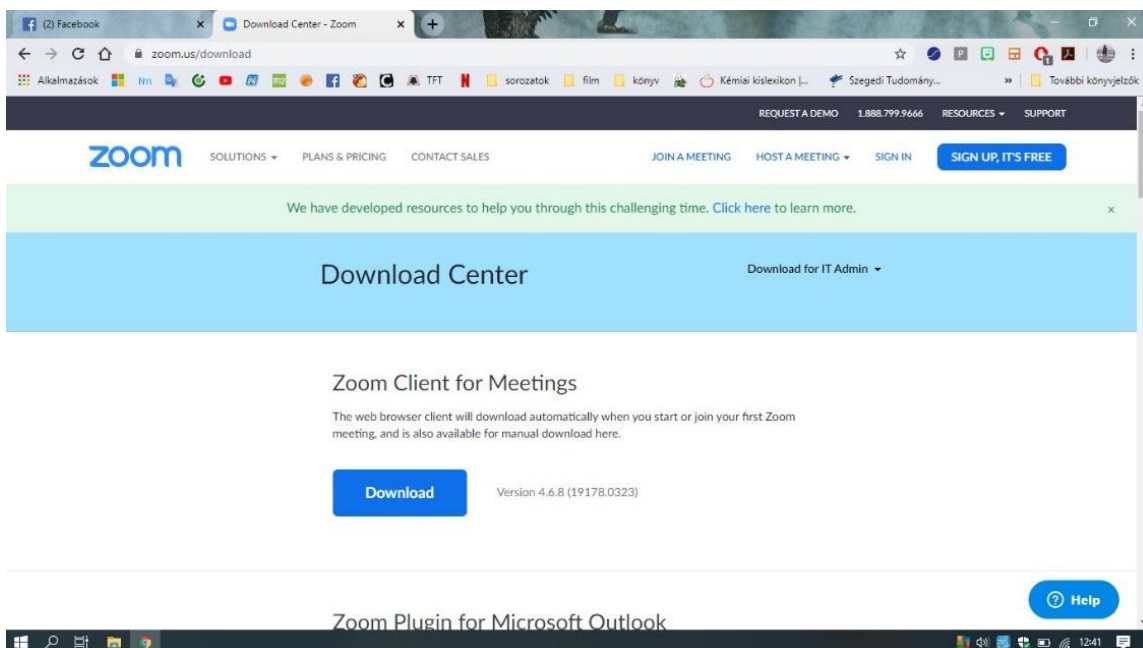 (2) Facebook
Download Center - Zoom
zoom.us/download
Alkalmazások
TFT
sorozatok
film
könyv
Kémiai kislexikon |...
Szegedi Tudomány...
»
További könyvjelzők
REQUEST A DEMO 1.888.799.9666 RESOURCES SUPPORT
zoom SOLUTIONS PLANS & PRICING CONTACT SALES JOIN A MEETING HOST A MEETING SIGN IN SIGN UP, IT'S FREE
We have developed resources to help you through this challenging time. Click here to learn more.
Download Center
Download for IT Admin
Zoom Client for Meetings
The web browser client will download automatically when you start or join your first Zoom
meeting, and is also available for manual download here.
Download
Version 4.6.8 (19178.0323)
Help
Zoom Plugin for Microsoft Outlook
12:41